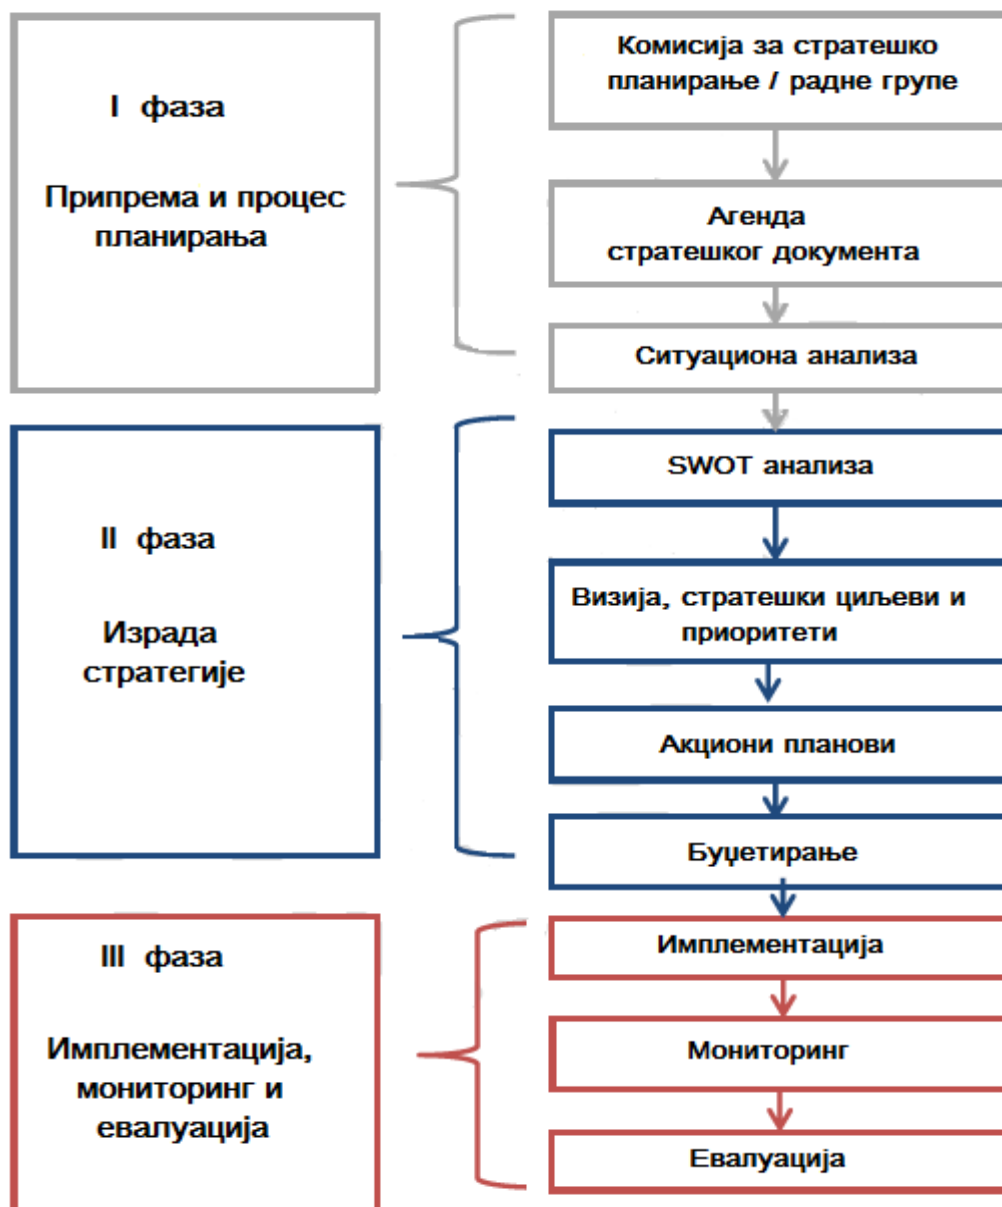 I фаза
Припрема и процес
планирања
Комисија за стратешко
планирање / радне групе
Агенда
стратешког документа
Ситуациона анализа
II фаза
Израда
стратегије
SWOT анализа
Визија, стратешки циљеви и
приоритети
Акциони планови
Буџетирање
III фаза
Имплементација,
мониторинг и
евалуација
Имплементација
Мониторинг
Евалуација